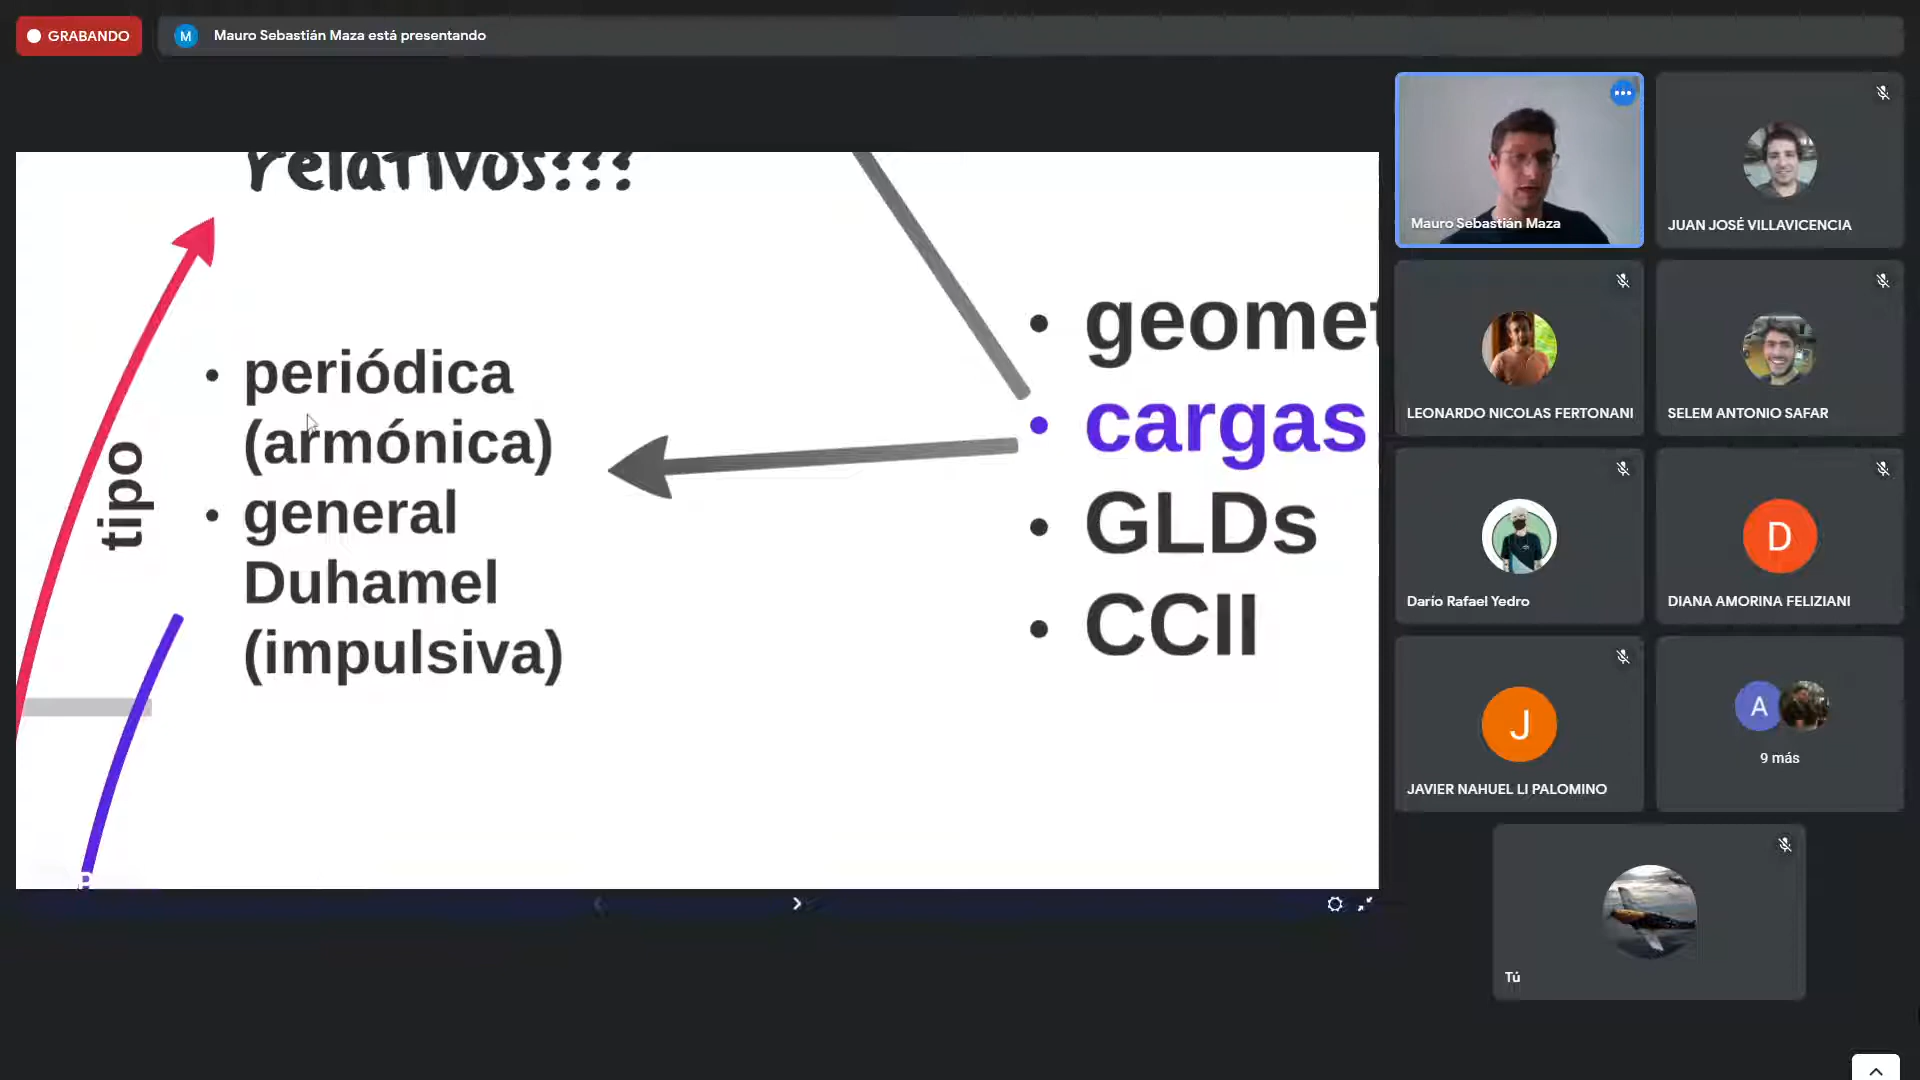 GRABANDO
M
Mauro Sebastián Maza está presentando
relativos???
tipo
• periódica
(armónica)
• general
Duhamel
(impulsiva)
• geomet
• cargas
• GLDs
• CCII
Mauro Sebastián Maza
JUAN JOSÉ VILLAVICENCIA
LEONARDO NICOLAS FERTONANI
SELEM ANTONIO SAFAR
Darío Rafael Yedro
D
DIANA AMORINA FELIZIANI
J
JAVIER NAHUEL LI PALOMINO
A
9 más
Tú